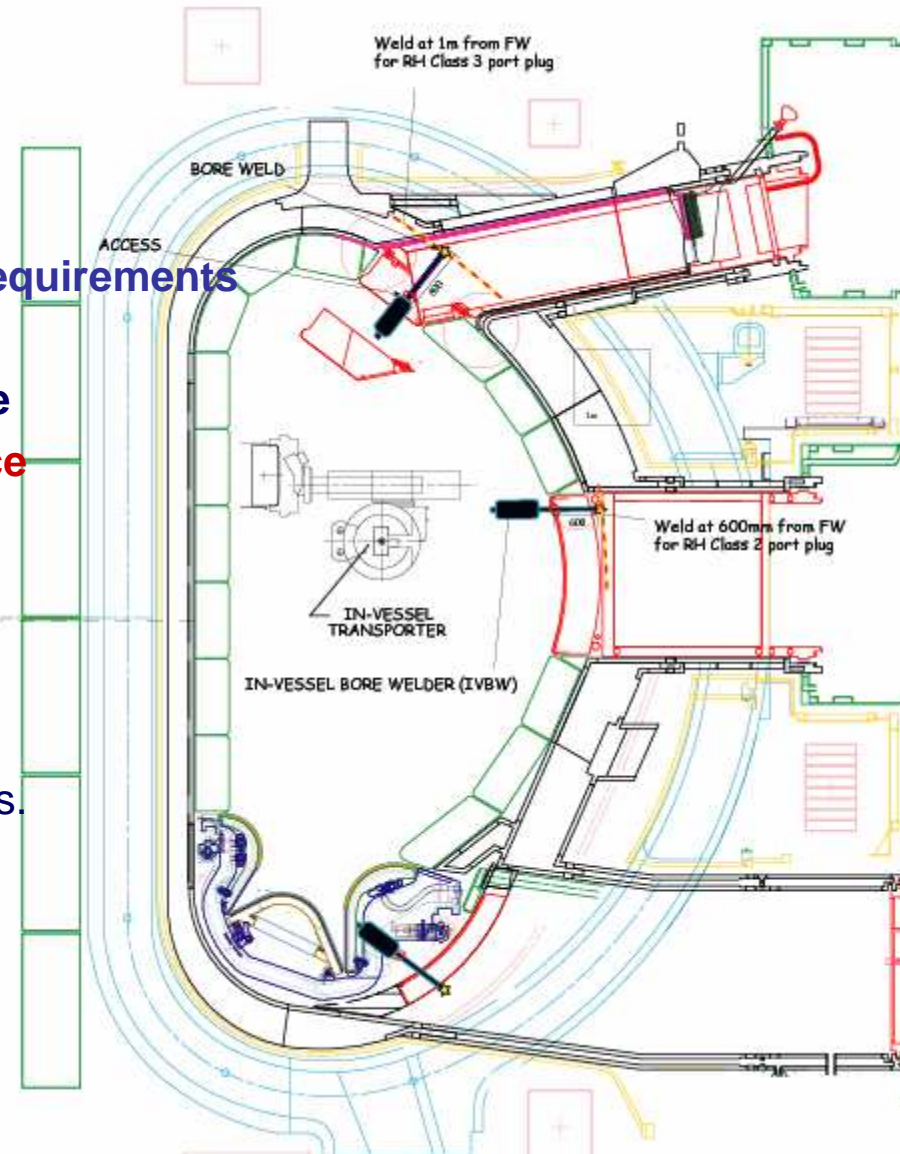 Weld at 1m from FW
for RH Class 3 port plug
BORE WELD
ACCESS
equirements
e
ce
600
Weld at 600mm from FW
for RH Class 2 port plug
IN-VESSEL
TRANSPORTER
IN-VESSEL BORE WELDER (IVBW)
s.